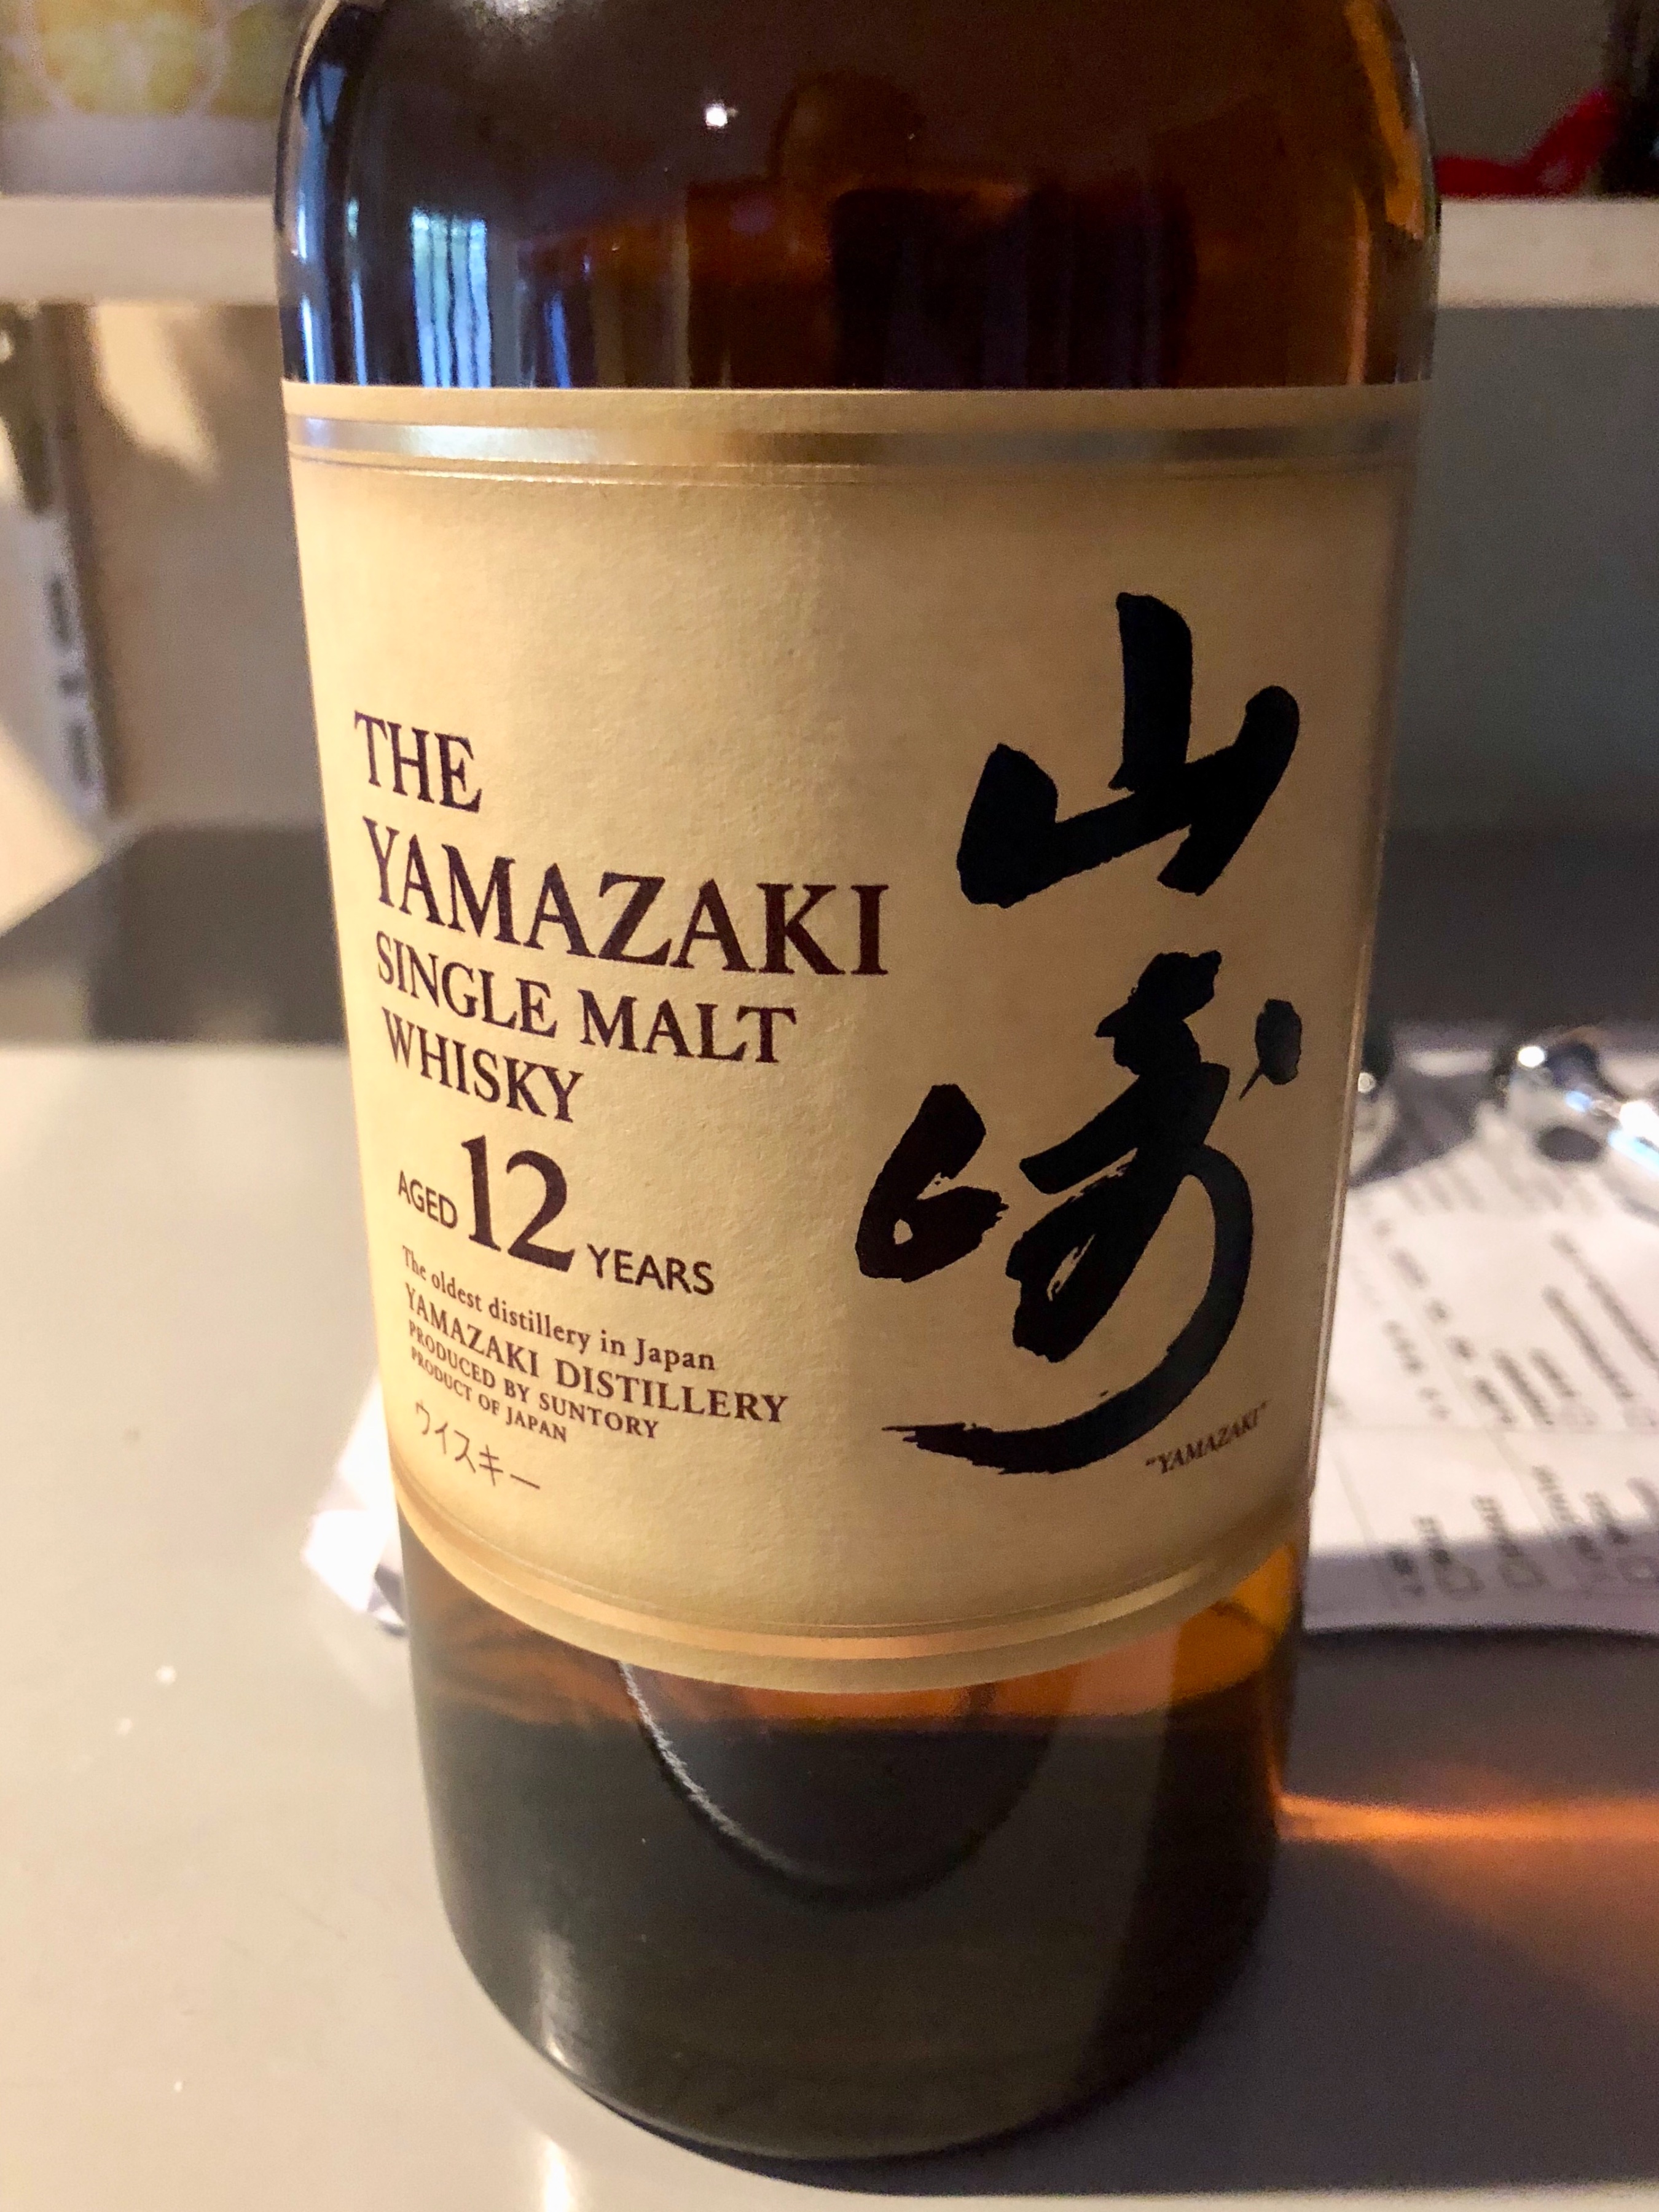 THE
YAMAZAKI
SINGLE MALT
WHISKY
AGED 12 YEARS
The oldest distillery in Japan
YAMAZAKI DISTILLERY
PRODUCED BY SUNTORY
PRODUCT OF JAPAN
ウイスキー
山
崎
"YAMAZAKI"